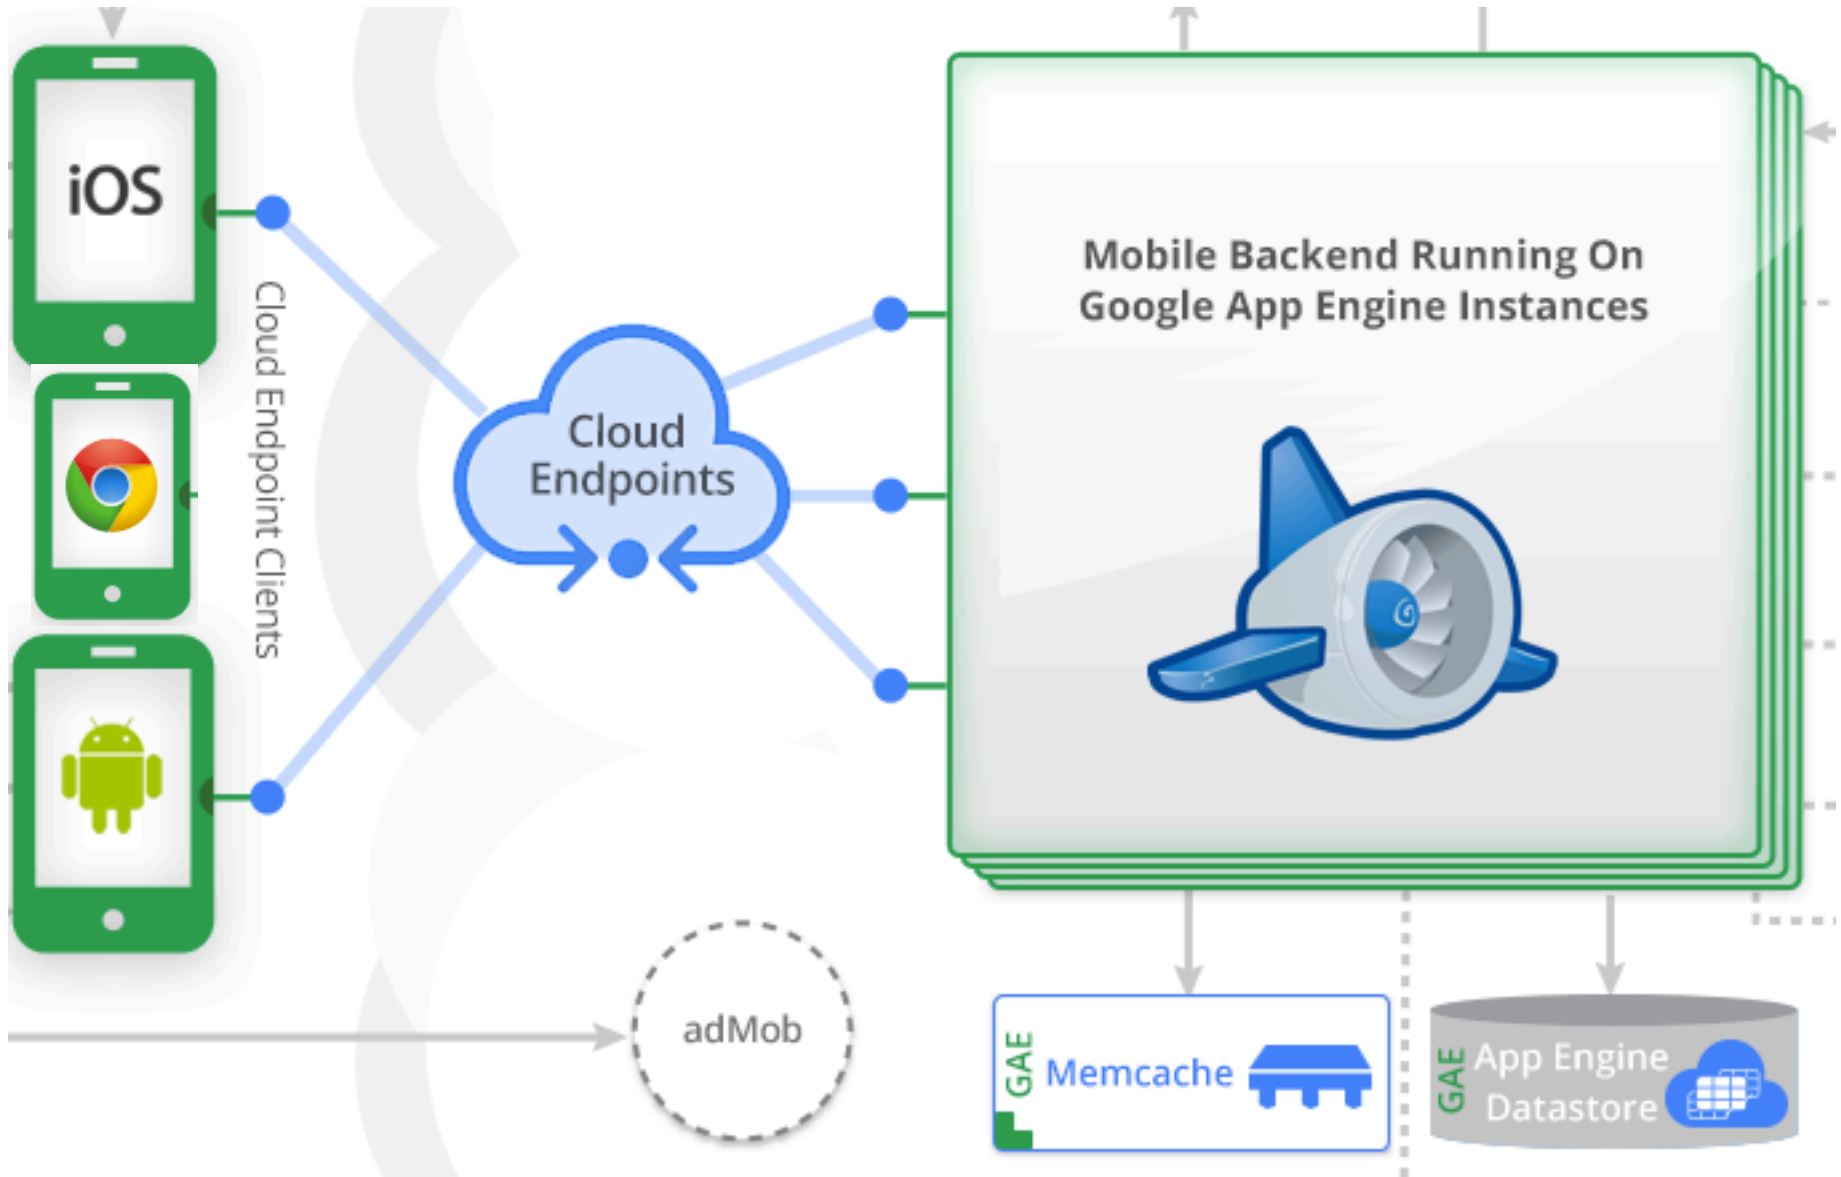 iOS
Cloud Endpoint Clients
Cloud
Endpoints
Mobile Backend Running On
Google App Engine Instances
adMob
GAE
Memcache
GAE
App Engine
Datastore